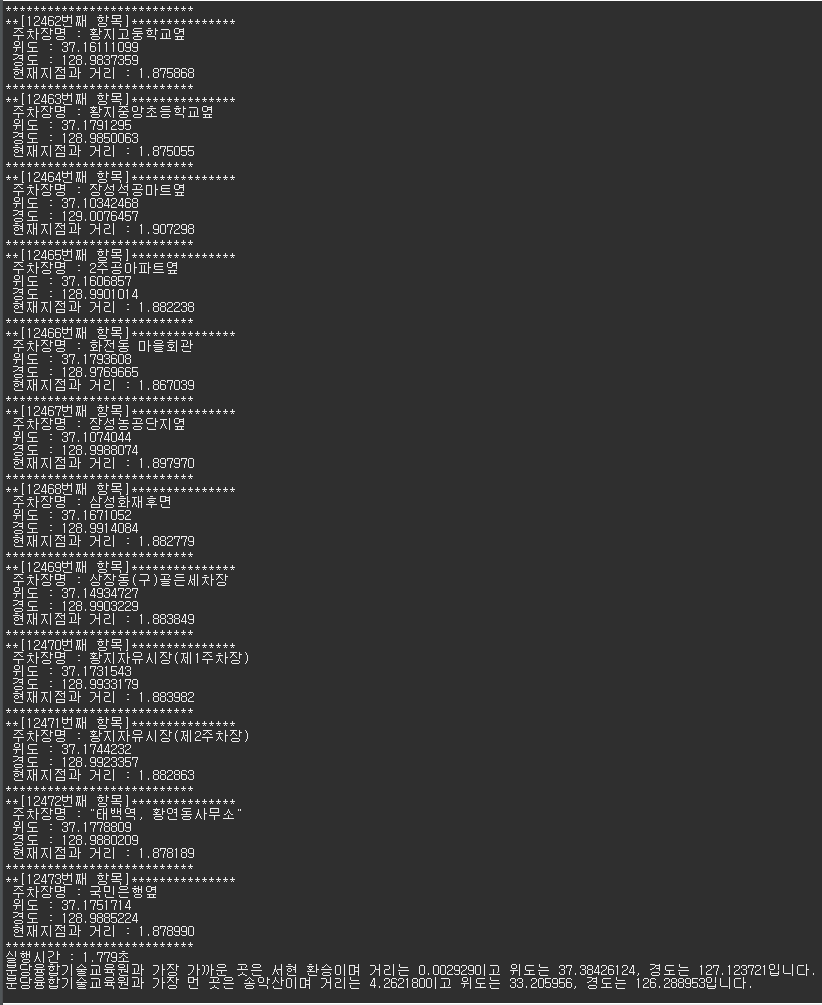 ***************************
**[12462번째 항목]***************
주차장명 : 황지고둥학교옆
위도 : 37.16111099
경도 : 128.9837359
현재지점과 거리 : 1.875868
***************************
**[12463번째 항목]***************
주차장명 : 황지중앙초등학교옆
위도 : 37.1791295
경도 : 128.9850063
현재지점과 거리 : 1.875055
***************************
**[12464번째 항목]***************
주차장명 : 장성석공마트옆
위도 : 37.10342468
경도 : 129.0076457
현재지점과 거리 : 1.907298
***************************
**[12465번째 항목]***************
주차장명 : 2주공아파트옆
위도 : 37.1606857
경도 : 128.9901014
현재지점과 거리 : 1.882238
***************************
**[12466번째 항목]***************
주차장명 : 화전동 마을회관
위도 : 37.1793608
경도 : 128.9769665
현재지점과 거리 : 1.867039
***************************
**[12467번째 항목]***************
주차장명 : 장성농공단지옆
위도 : 37.1074044
경도 : 128.9988074
현재지점과 거리 : 1.897970
***************************
**[12468번째 항목]***************
주차장명 : 삼성화재후면
위도 : 37.1671052
경도 : 128.9914084
현재지점과 거리 : 1.882779
***************************
**[12469번째 항목]***************
주차장명 : 상장동(구)골든세차장
위도 : 37.14934727
경도 : 128.9903229
현재지점과 거리 : 1.883849
***************************
**[12470번째 항목]***************
주차장명 : 황지자유시장(제1주차장)
위도 : 37.1731543
경도 : 128.9933179
현재지점과 거리 : 1.883982
***************************
**[12471번째 항목]***************
주차장명 : 황지자유시장(제2주차장)
위도 : 37.1744232
경도 : 128.9923357
현재지점과 거리 : 1.882863
***************************
**[12472번째 항목]***************
주차장명 : "태백역, 황연동사무소"
위도 : 37.1778809
경도 : 128.9880209
현재지점과 거리 : 1.878189
***************************
**[12473번째 항목]***************
주차장명 : 국민은행옆
위도 : 37.1751714
경도 : 128.9885224
현재지점과 거리 : 1.878990
***************************
실행시간 : 1.779초
분당융합기술교육원과 가장 가까운 곳은 서현 환승이며 거리는 0.002929이고 위도는 37.38426124, 경도는 127.123721입니다.
분당융합기술교육원과 가장 먼 곳은 송악산이며 거리는 4.262180이고 위도는 33.205956, 경도는 126.288953입니다.